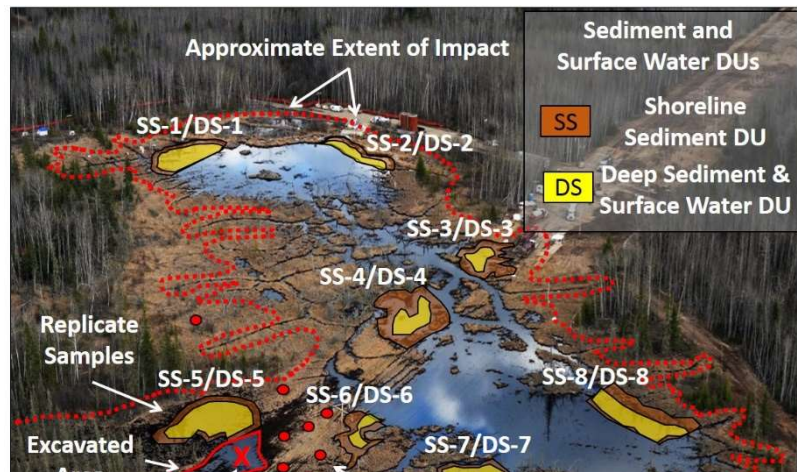 Approximate Extent of Impact
Sediment and
Surface Water DUs
SS
Shoreline
Sediment DU
DS
Deep Sediment &
Surface Water DU
SS-1/DS-1
SS-2/DS-2
SS-3/DS-3
SS-4/DS-4
Replicate
Samples
SS-5/DS-5
SS-6/DS-6
SS-8/DS-8
Excavated
X
SS-7/DS-7